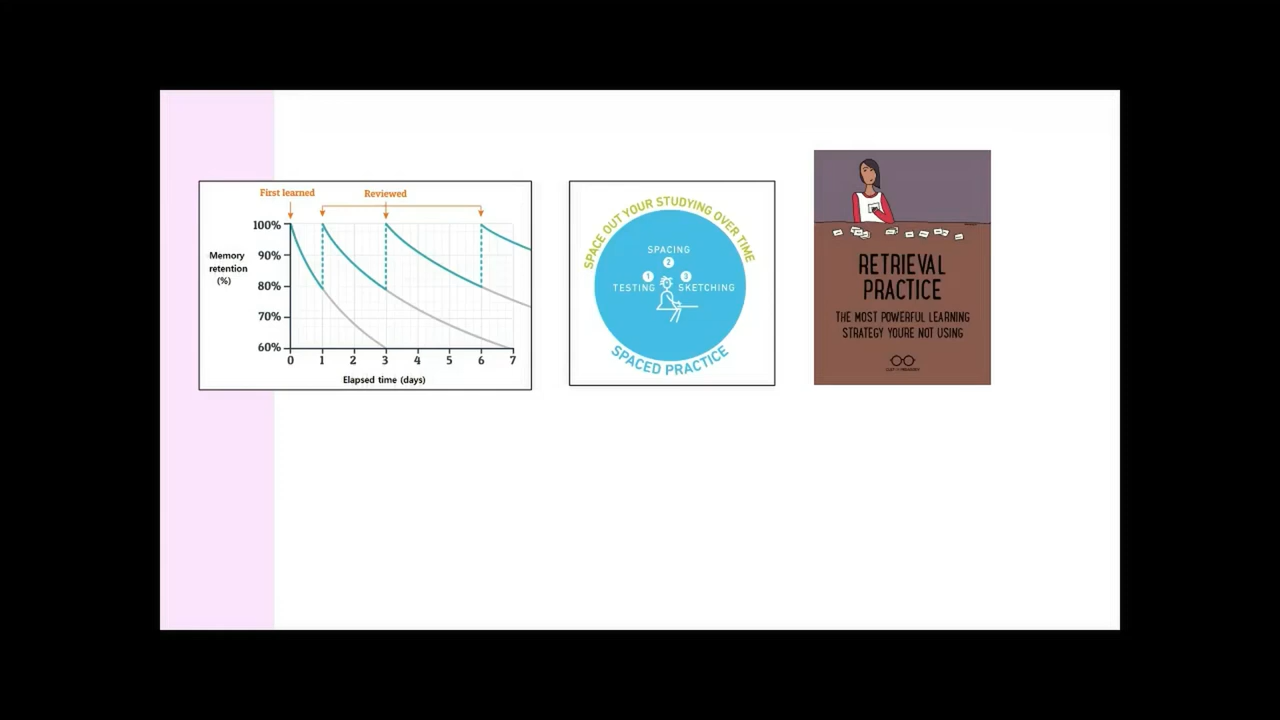 First learned
Reviewed
100%
90%
80%
70%
60%
Memory
retention
(%)
0 1 2 3 4 5 6 7
Elapsed time (days)
SPACE OUT YOUR STUDYING OVER TIME
SPACING
2
1 3
TESTING SKETCHING
SPACED PRACTICE
RETRIEVAL
PRACTICE
THE MOST POWERFUL LEARNING
STRATEGY YOURE NOT USING